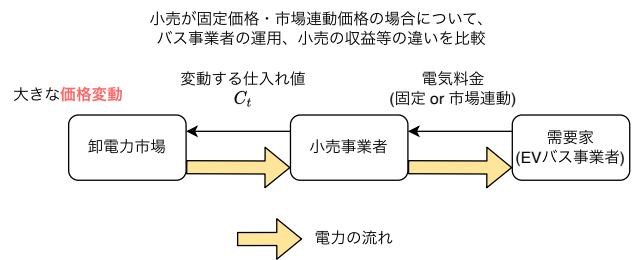 小売が固定価格・市場連動価格の場合について、
バス事業者の運用、小売の収益等の違いを比較
大きな価格変動
変動する仕入れ値
C_t
電気料金
(固定 or 市場連動)
卸電力市場
小売事業者
需要家
(EVバス事業者)
電力の流れ